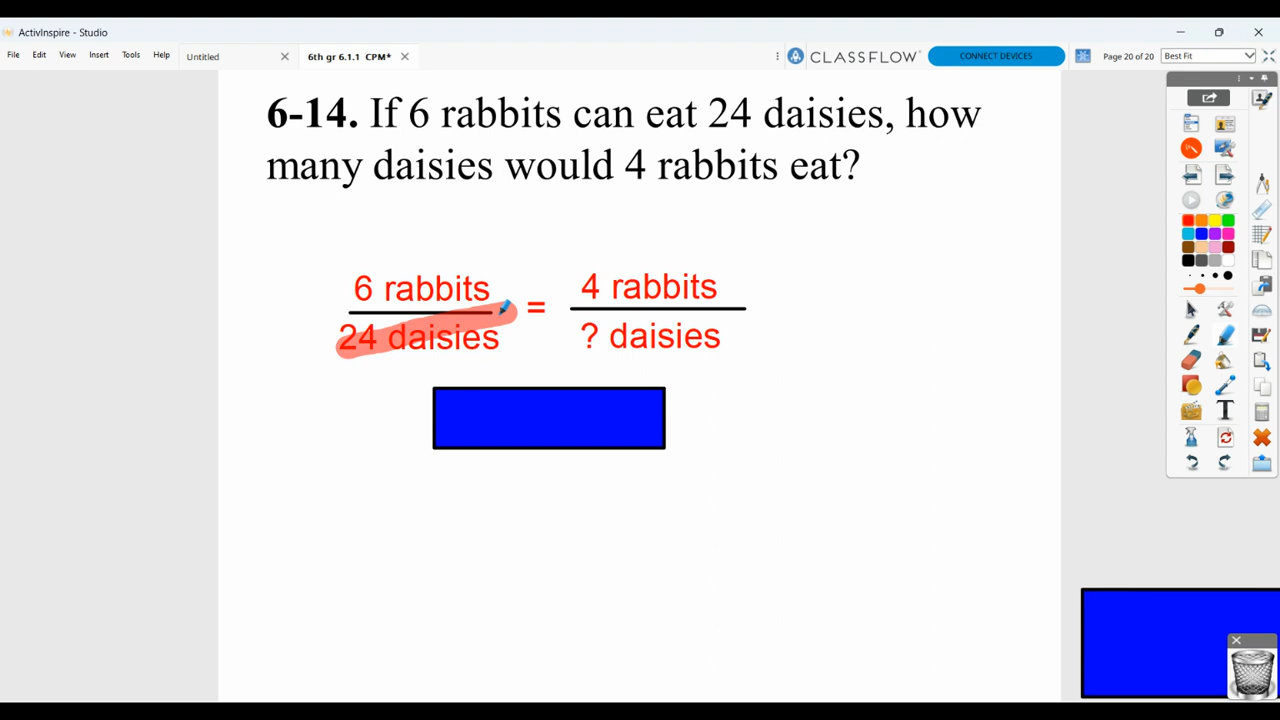 ActivInspire - Studio
File Edit View Insert Tools Help Untitled 6th gr 6.1.1 CPM* CLASSFLOW CONNECT DEVICES Page 20 of 20 Best Fit
6-14. If 6 rabbits can eat 24 daisies, how
many daisies would 4 rabbits eat?
6 rabbits
24 daisies
=
4 rabbits
? daisies